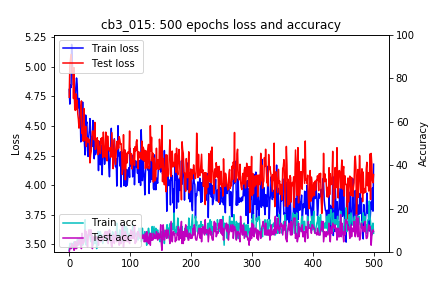 cb3_015: 500 epochs loss and accuracy
Train loss
Test loss
Train acc
Test acc
Loss
Accuracy
5.25
5.00
4.75
4.50
4.25
4.00
3.75
3.50
100
80
60
40
20
0
0
100
200
300
400
500